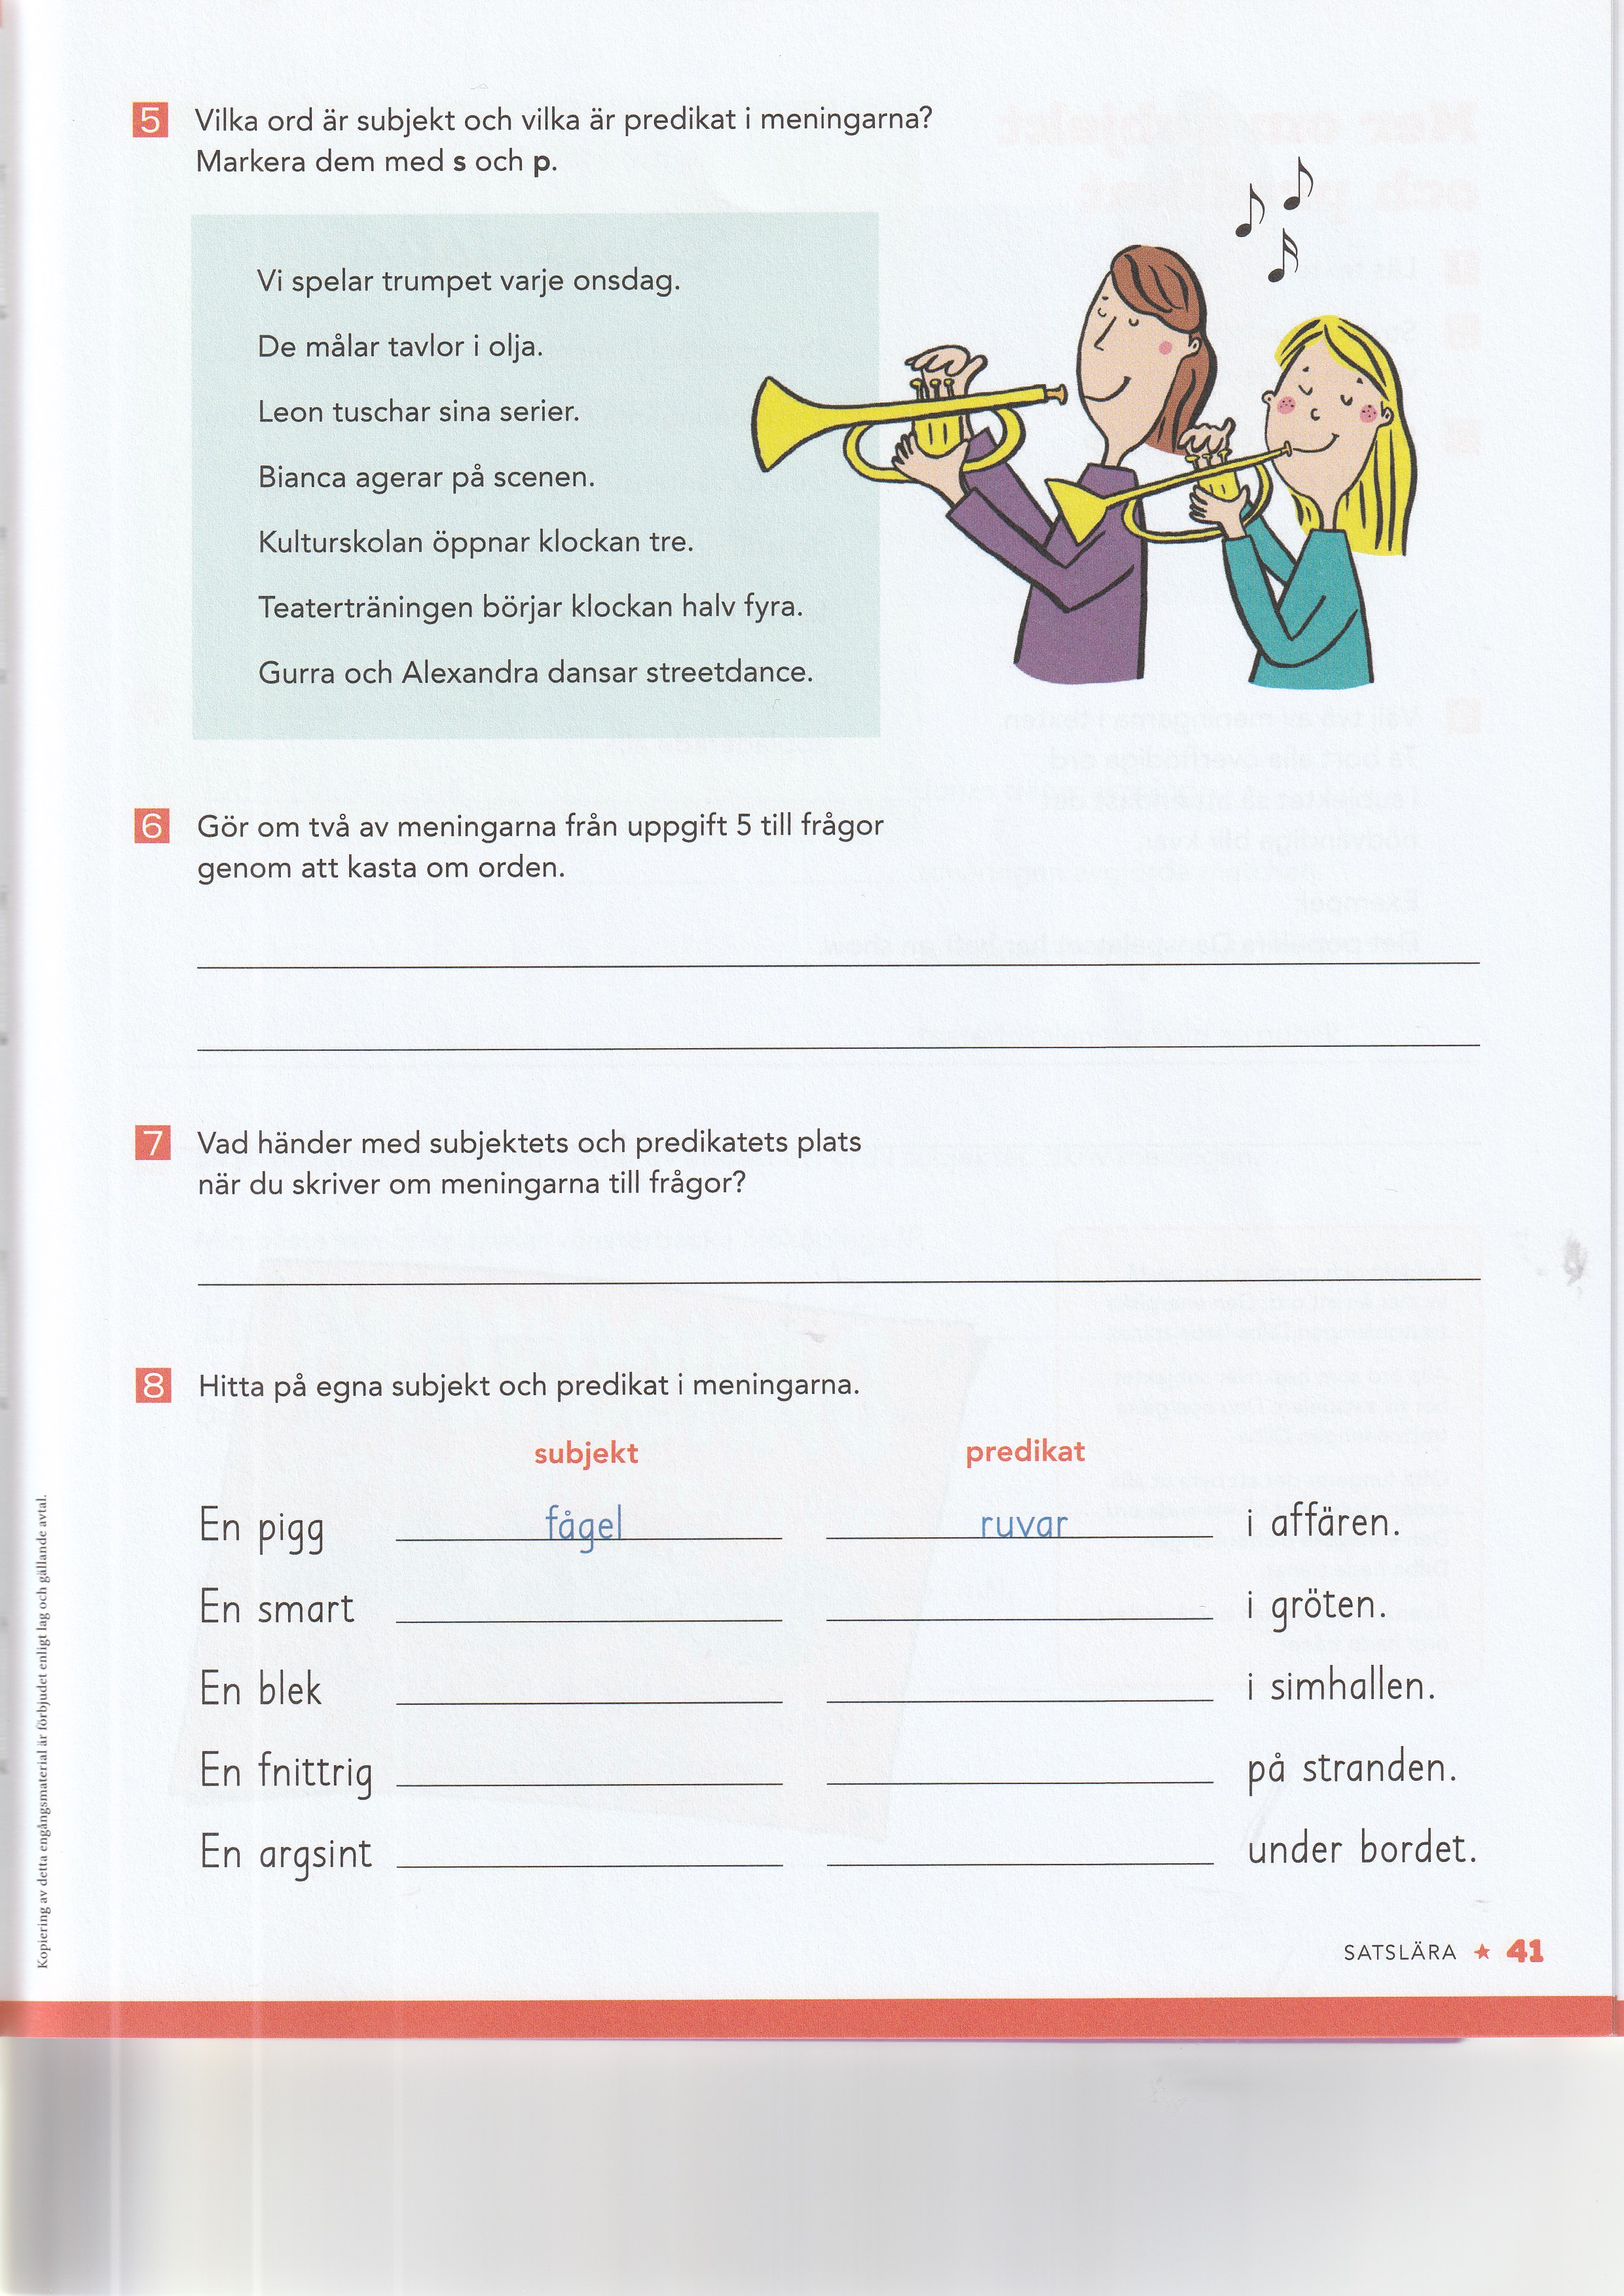 5 Vilka ord är subjekt och vilka är predikat i meningarna?
Markera dem med s och p.
Vi spelar trumpet varje onsdag.
De målar tavlor i olja.
Leon tuschar sina serier.
Bianca agerar på scenen.
Kulturskolan öppnar klockan tre.
Teaterträningen börjar klockan halv fyra.
Gurra och Alexandra dansar streetdance.
6 Gör om två av meningarna från uppgift 5 till frågor
genom att kasta om orden.
7 Vad händer med subjektets och predikatets plats
när du skriver om meningarna till frågor?
8 Hitta på egna subjekt och predikat i meningarna.
subjekt predikat
En pigg fågel ruvar i affären.
En smart i gröten.
En blek i simhallen.
En fnittrig på stranden.
En argsint under bordet.
Kopiering av detta engångsmaterial är förbjudet enligt lag och gällande avtal.
SATSLÄRA ★ 41